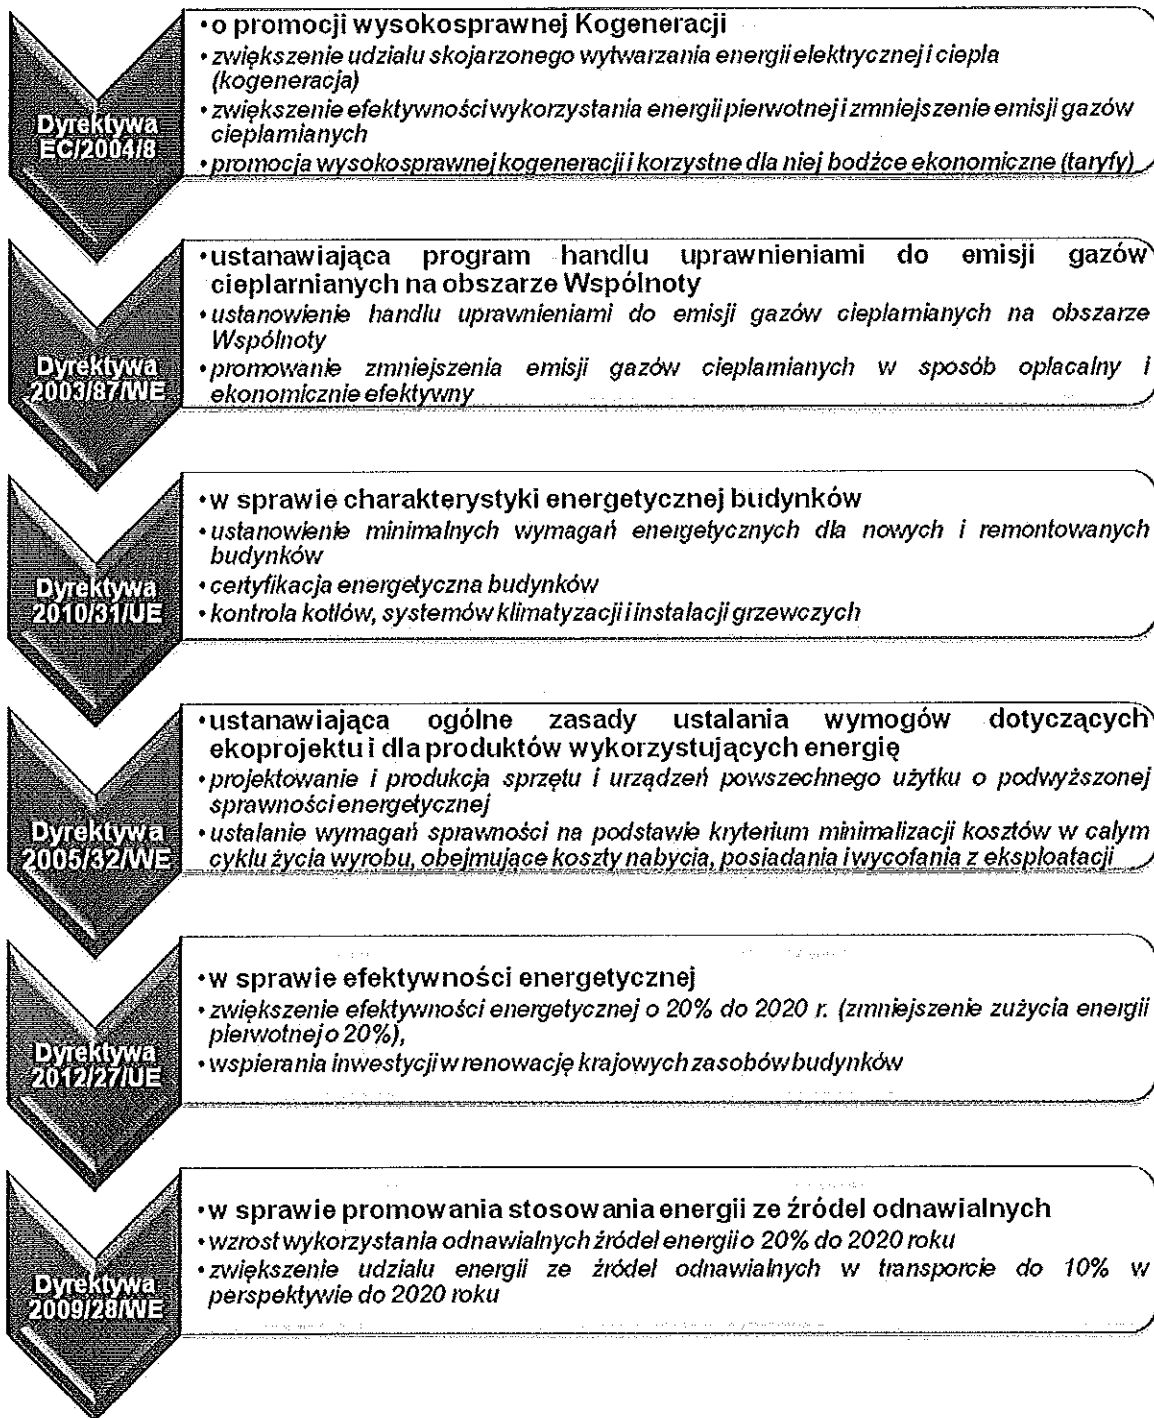 Dyrektywa
EC/2004/8
• o promocji wysokosprawnej Kogeneracji
• zwiększenie udziału skojarzonego wytwarzania energii elektrycznej i ciepła
(kogeneracja)
• zwiększenie efektywności wykorzystania energii pierwotnej i zmniejszenie emisji gazów
cieplarnianych
• promocja wysokosprawnej kogeneracji i korzystne dla niej bodźce ekonomiczne (taryfy)
Dyrektywa
2003/87/WE
• ustanawiająca program handlu uprawnieniami do emisji gazów
cieplarnianych na obszarze Wspólnoty
• ustanowienie handlu uprawnieniami do emisji gazów cieplarnianych na obszarze
Wspólnoty
• promowanie zmniejszenia emisji gazów cieplarnianych w sposób opłacalny i
ekonomicznie efektywny
Dyrektywa
2010/31/UE
• w sprawie charakterystyki energetycznej budynków
• ustanowienie minimalnych wymagań energetycznych dla nowych i remontowanych
budynków
• certyfikacja energetyczna budynków
• kontrola kotłów, systemów klimatyzacji i instalacji grzewczych
Dyrektywa
2005/32/WE
• ustanawiająca ogólne zasady ustalania wymogów dotyczących
ekoprojektu i dla produktów wykorzystujących energię
• projektowanie i produkcja sprzętu i urządzeń powszechnego użytku o podwyższonej
sprawności energetycznej
• ustalanie wymagań sprawności na podstawie kryterium minimalizacji kosztów w całym
cyklu życia wyrobu, obejmujące koszty nabycia, posiadania i wycofania z eksploatacji
Dyrektywa
2012/27/UE
• w sprawie efektywności energetycznej
• zwiększenie efektywności energetycznej o 20% do 2020 r. (zmniejszenie zużycia energii
pierwotnej o 20%),
• wspierania inwestycji w renowację krajowych zasobów budynków
Dyrektywa
2009/28/WE
• w sprawie promowania stosowania energii ze źródeł odnawialnych
• wzrost wykorzystania odnawialnych źródeł energii o 20% do 2020 roku
• zwiększenie udziału energii ze źródeł odnawialnych w transporcie do 10% w
perspektywie do 2020 roku